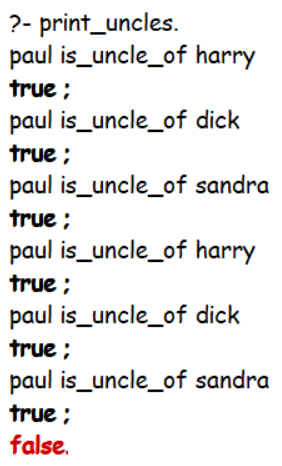 ?- print_uncles.
paul is_uncle_of harry
true ;
paul is_uncle_of dick
true ;
paul is_uncle_of sandra
true ;
paul is_uncle_of harry
true ;
paul is_uncle_of dick
true ;
paul is_uncle_of sandra
true ;
false.